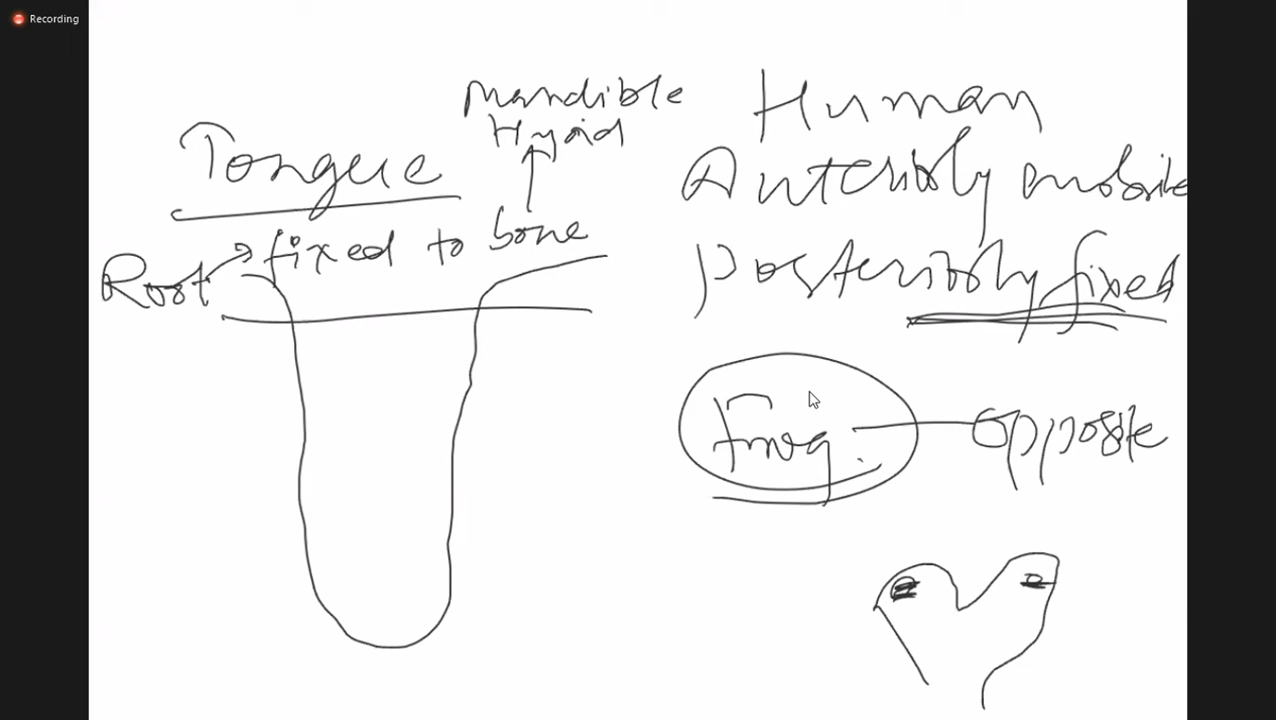 Recording
Mandible
Hyoid
Tongue
Root → fixed to bone
Human
Anteriorly mobile
Posteriorly fixed
Frog. — opposite